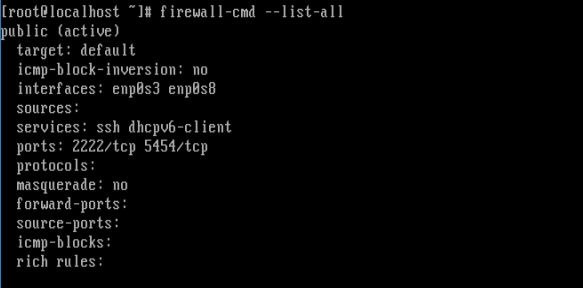 [root@localhost ~]# firewall-cmd --list-all
public (active)
  target: default
  icmp-block-inversion: no
  interfaces: enp0s3 enp0s8
  sources:
  services: ssh dhcpv6-client
  ports: 2222/tcp 5454/tcp
  protocols:
  masquerade: no
  forward-ports:
  source-ports:
  icmp-blocks:
  rich rules: